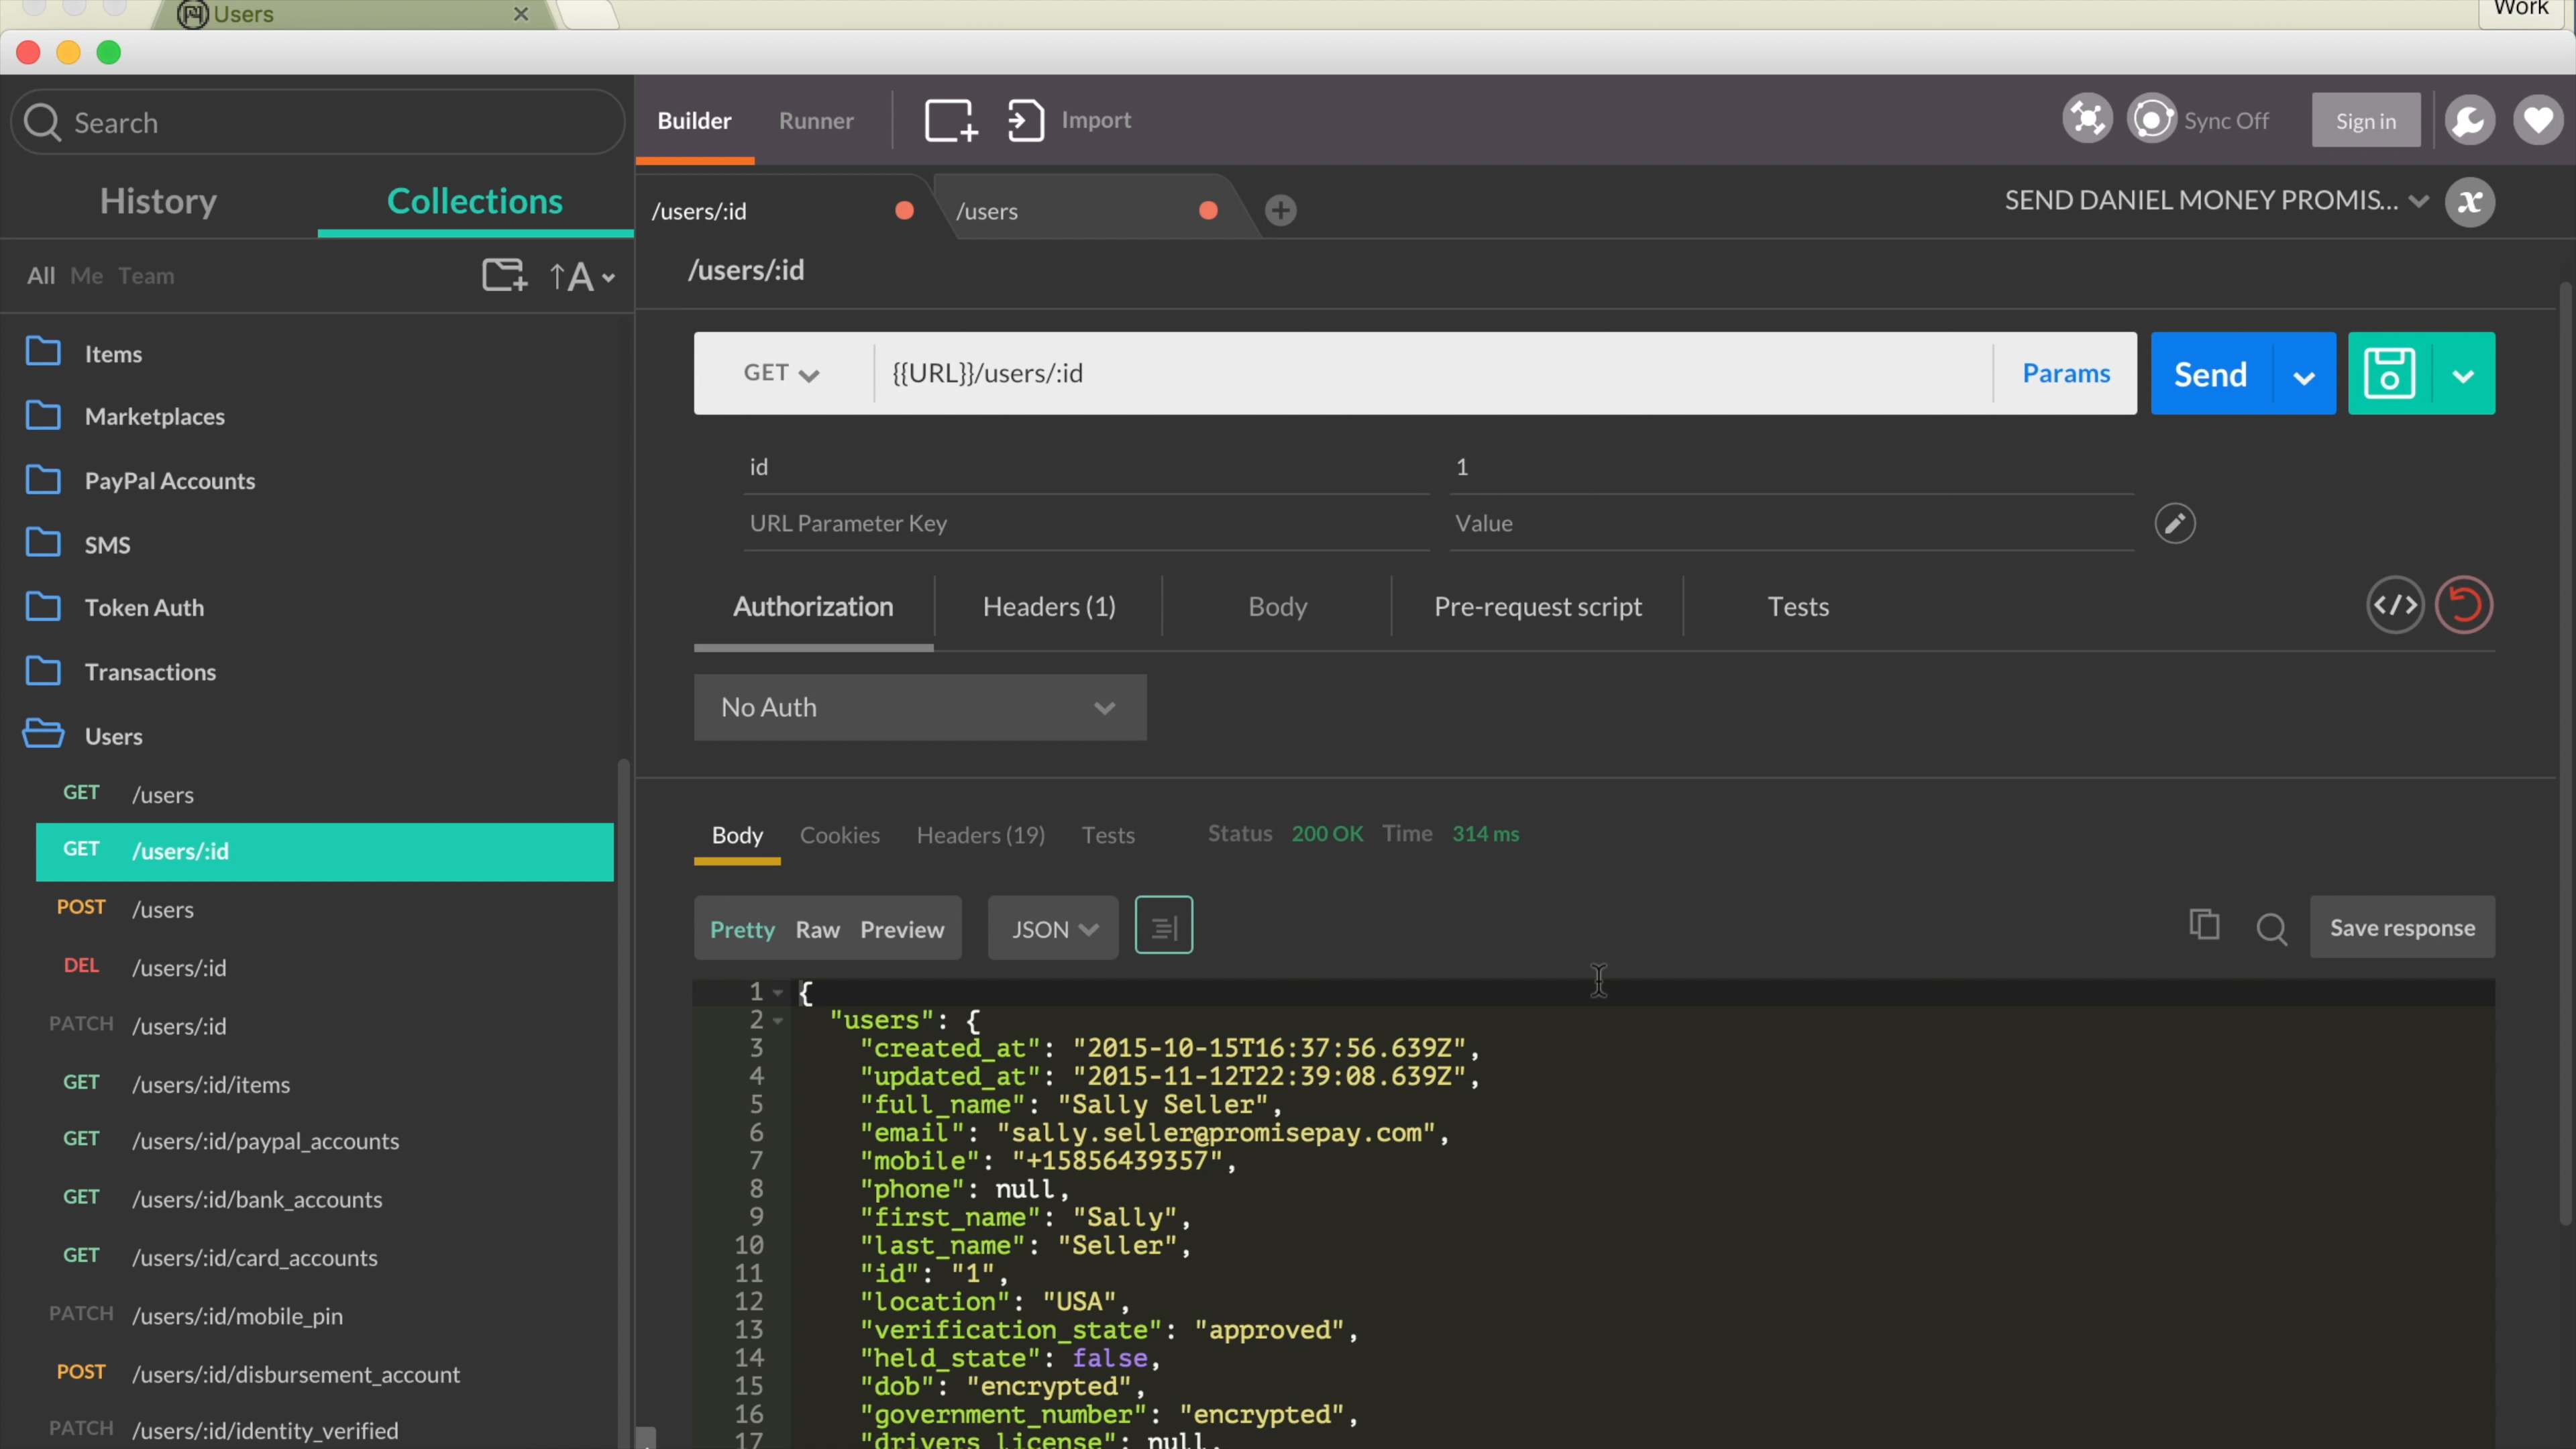 Users
Work
Search
Builder
Runner
Import
Sync Off
Sign in
History
Collections
/users/:id
/users
SEND DANIEL MONEY PROMIS...
All Me Team
A
/users/:id
Items
Marketplaces
PayPal Accounts
SMS
Token Auth
Transactions
Users
GET /users
GET /users/:id
POST /users
DEL /users/:id
PATCH /users/:id
GET /users/:id/items
GET /users/:id/paypal_accounts
GET /users/:id/bank_accounts
GET /users/:id/card_accounts
PATCH /users/:id/mobile_pin
POST /users/:id/disbursement_account
PATCH /users/:id/identity_verified
GET {{URL}}/users/:id Params Send
id 1
URL Parameter Key Value
Authorization Headers (1) Body Pre-request script Tests
No Auth
Body Cookies Headers (19) Tests Status 200 OK Time 314 ms
Pretty Raw Preview JSON Save response
1 {
2 "users": {
3 "created_at": "2015-10-15T16:37:56.639Z",
4 "updated_at": "2015-11-12T22:39:08.639Z",
5 "full_name": "Sally Seller",
6 "email": "sally.seller@promisepay.com",
7 "mobile": "+15856439357",
8 "phone": null,
9 "first_name": "Sally",
10 "last_name": "Seller",
11 "id": "1",
12 "location": "USA",
13 "verification_state": "approved",
14 "held_state": false,
15 "dob": "encrypted",
16 "government_number": "encrypted",
17 "drivers_license": null,